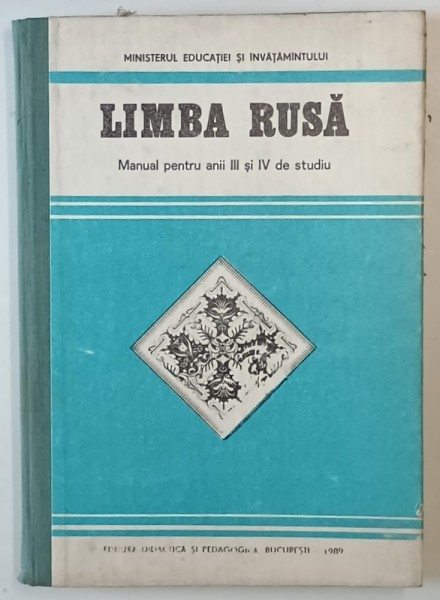 MINISTERUL EDUCAȚIEI ȘI INVĂȚĂMÎNTULUI
LIMBA RUSĂ
Manual pentru anii III și IV de studiu
EDITURA DIDACTICĂ ȘI PEDAGOGICĂ, BUCUREȘTI - 1989